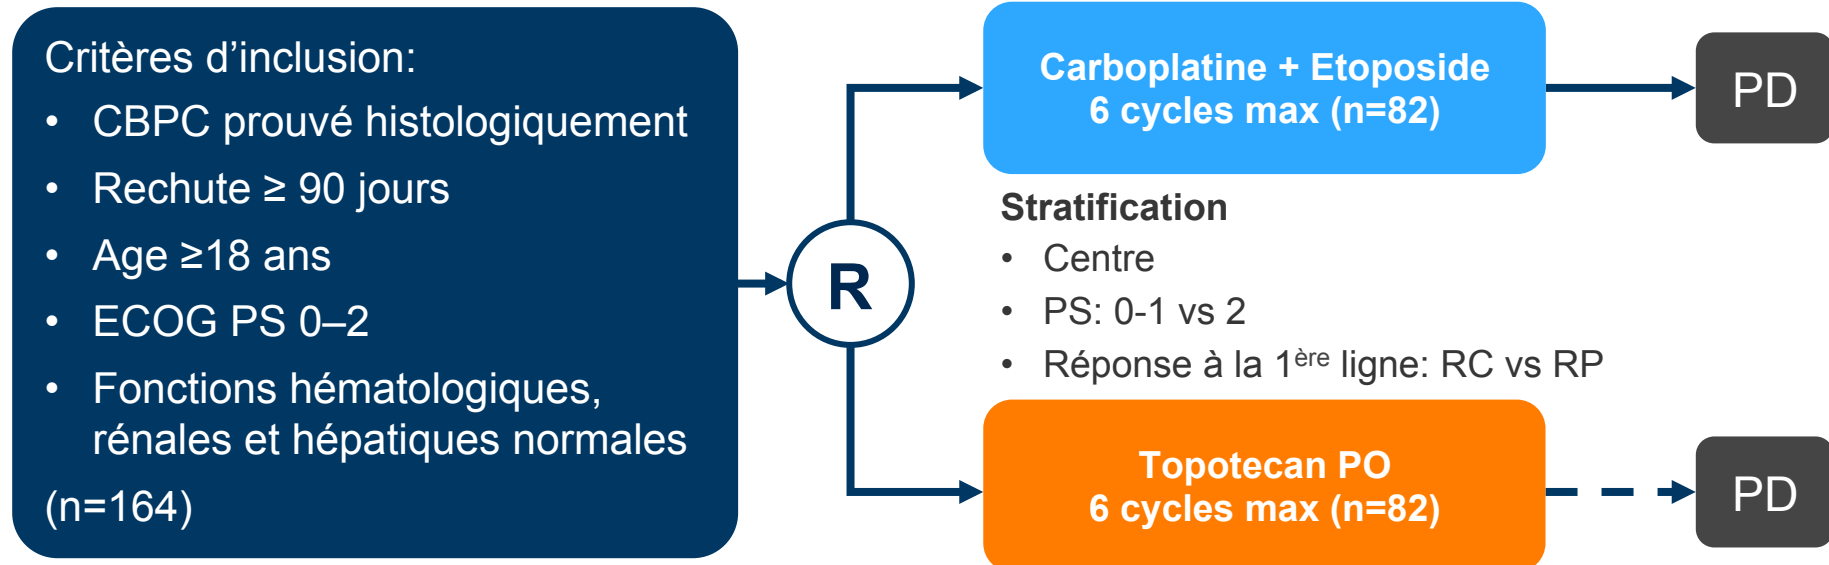 Critères d’inclusion:
• CBPC prouvé histologiquement
• Rechute ≥ 90 jours
• Age ≥18 ans
• ECOG PS 0–2
• Fonctions hématologiques,
rénales et hépatiques normales
(n=164)
R
Carboplatine + Etoposide
6 cycles max (n=82)
PD
Stratification
• Centre
• PS: 0-1 vs 2
• Réponse à la 1ère ligne: RC vs RP
Topotecan PO
6 cycles max (n=82)
PD